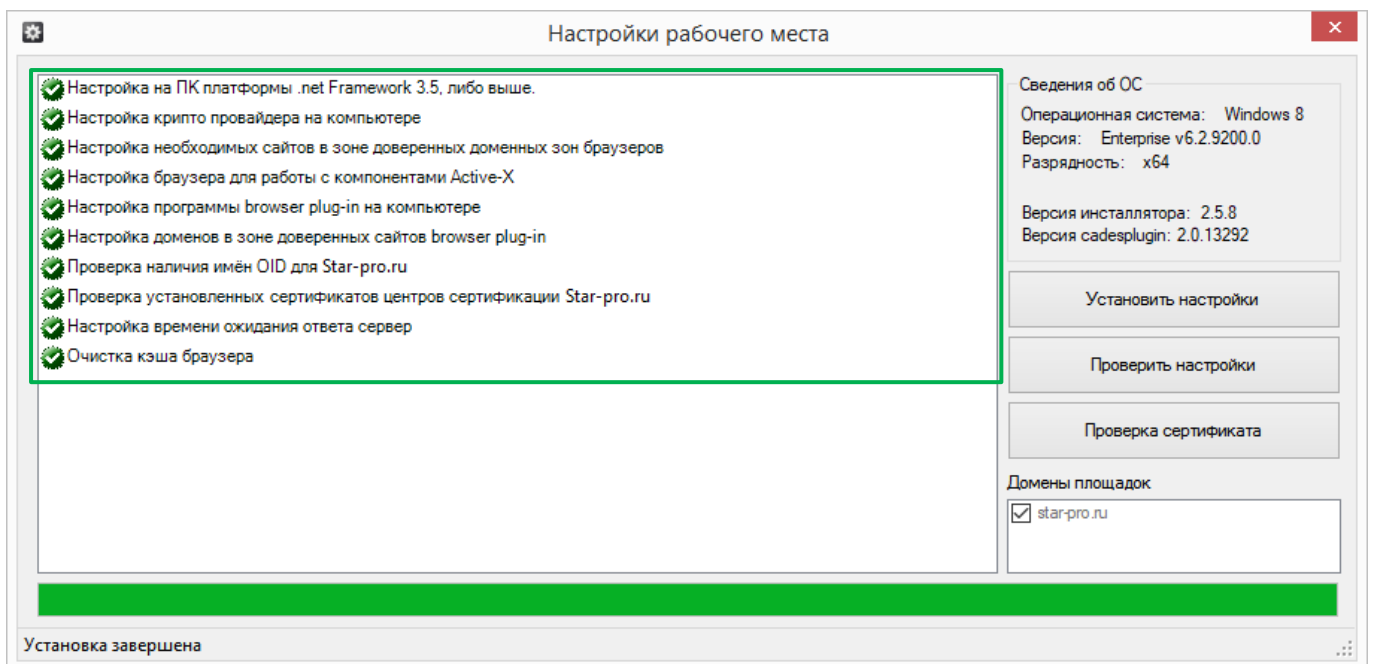 Настройки рабочего места
Настройка на ПК платформы .net Framework 3.5, либо выше.
Настройка крипто провайдера на компьютере
Настройка необходимых сайтов в зоне доверенных доменных зон браузеров
Настройка браузера для работы с компонентами Active-X
Настройка программы browser plug-in на компьютере
Настройка доменов в зоне доверенных сайтов browser plug-in
Проверка наличия имён OID для Star-pro.ru
Проверка установленных сертификатов центров сертификации Star-pro.ru
Настройка времени ожидания ответа сервер
Очистка кэша браузера
Сведения об ОС
Операционная система: Windows 8
Версия: Enterprise v6.2.9200.0
Разрядность: x64
Версия инсталлятора: 2.5.8
Версия cadesplugin: 2.0.13292
Установить настройки
Проверить настройки
Проверка сертификата
Домены площадок
star-pro.ru
Установка завершена